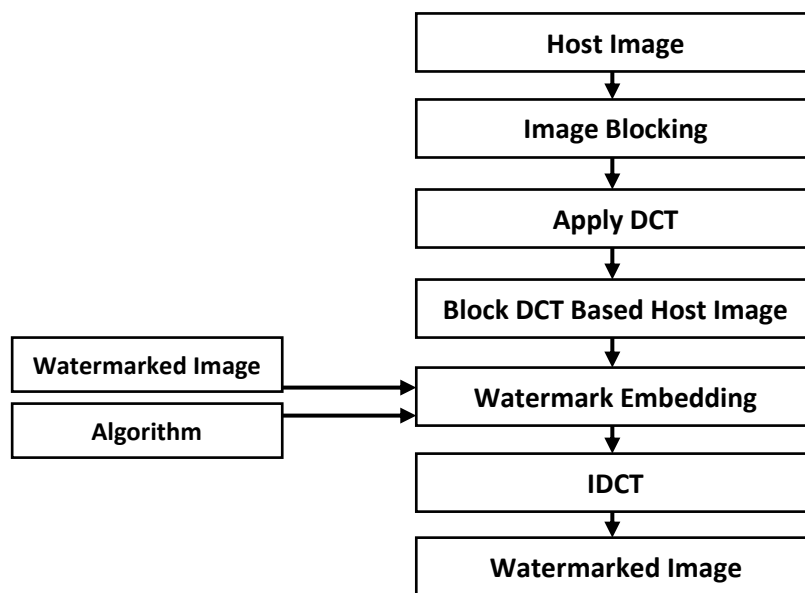 Host Image
Image Blocking
Apply DCT
Block DCT Based Host Image
Watermarked Image
Algorithm
Watermark Embedding
IDCT
Watermarked Image